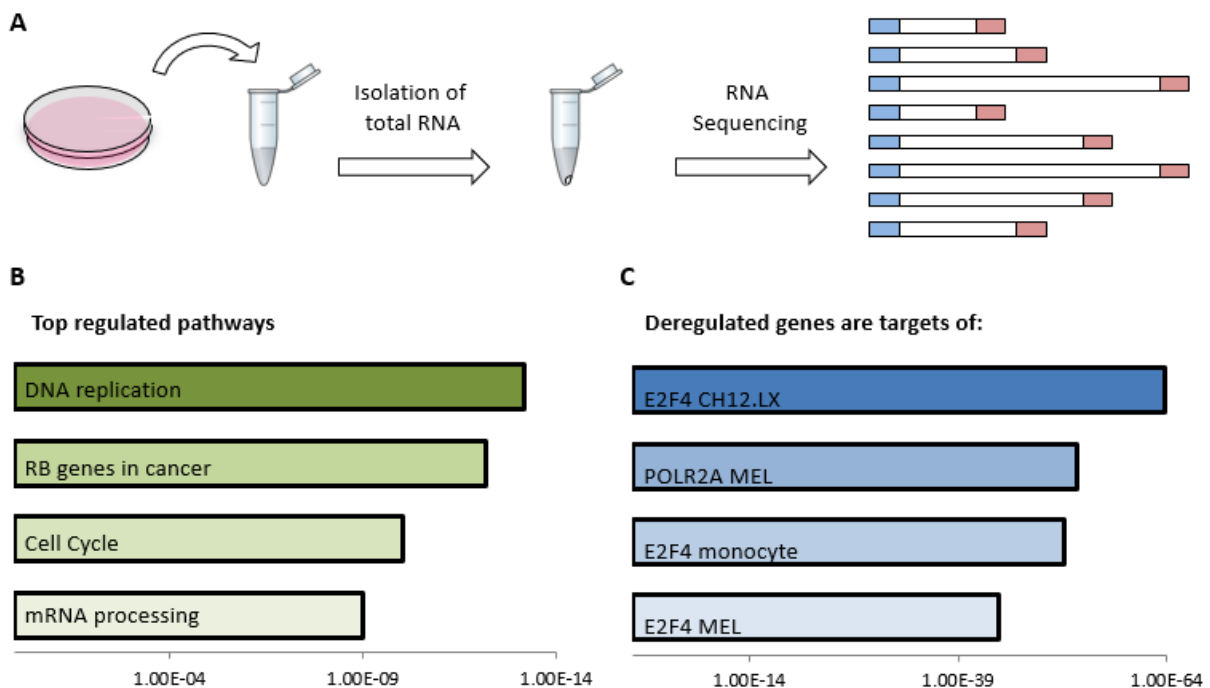 A
Isolation of
total RNA
RNA
Sequencing
B
Top regulated pathways
DNA replication
RB genes in cancer
Cell Cycle
mRNA processing
1.00E-04 1.00E-09 1.00E-14
C
Deregulated genes are targets of:
E2F4 CH12.LX
POLR2A MEL
E2F4 monocyte
E2F4 MEL
1.00E-14 1.00E-39 1.00E-64